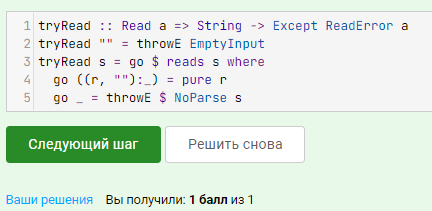 1 tryRead :: Read a => String -> Except ReadError a
2 tryRead "" = throwE EmptyInput
3 tryRead s = go $ reads s where
4   go ((r, ""):_) = pure r
5   go _ = throwE $ NoParse s
Следующий шаг Решить снова
Ваши решения Вы получили: 1 балл из 1